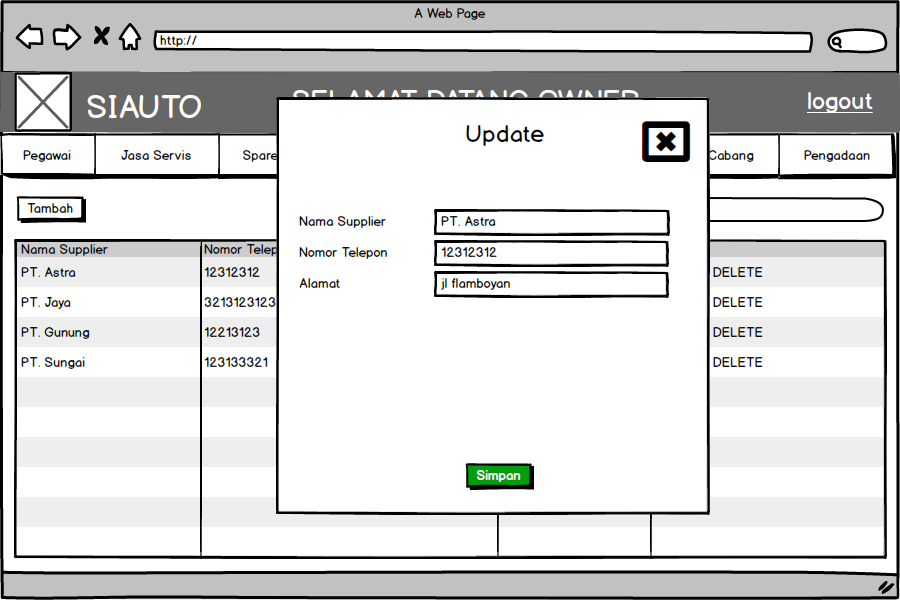 A Web Page
http://
SIAUTO
SELAMAT DATANG OWNER
logout
Pegawai
Jasa Servis
Spare
Cabang
Pengadaan
Tambah
Update
Nama Supplier
PT. Astra
Nomor Telepon
12312312
Alamat
jl flamboyan
Simpan
Nama Supplier
Nomor Telep
PT. Astra
12312312
DELETE
PT. Jaya
3213123123
DELETE
PT. Gunung
12213123
DELETE
PT. Sungai
123133321
DELETE